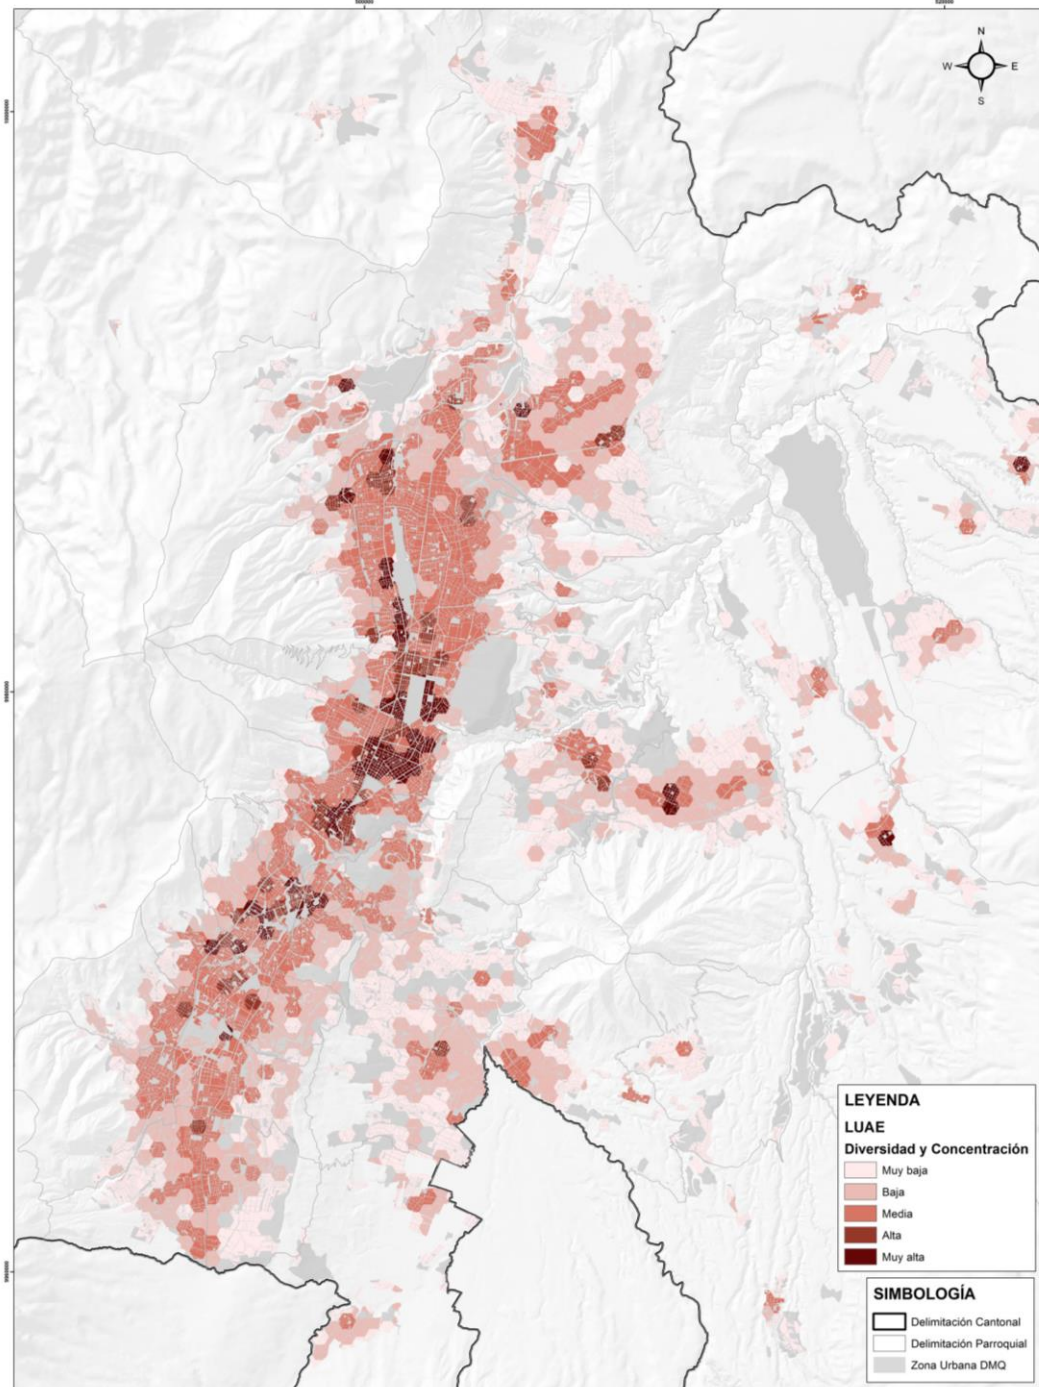 N
W E
S
LEYENDA
LUAE
Diversidad y Concentración
Muy baja
Baja
Media
Alta
Muy alta
SIMBOLOGÍA
Delimitación Cantonal
Delimitación Parroquial
Zona Urbana DMQ